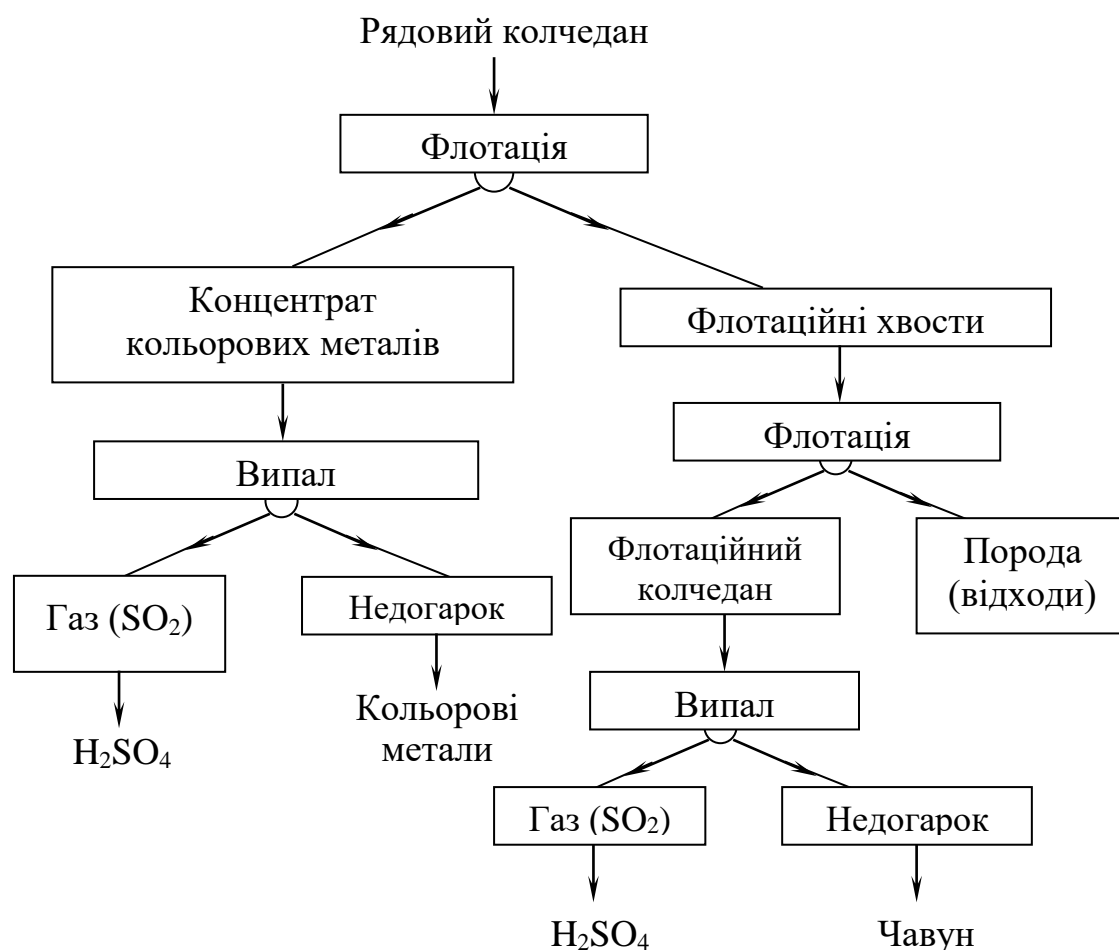 Рядовий колчедан
Флотація
Концентрат
кольорових металів
Флотаційні хвости
Флотація
Випал
Флотаційний
колчедан
Порода
(відходи)
Газ (SO₂)
Недогарок
Випал
Кольорові
метали
H₂SO₄
Газ (SO₂)
Недогарок
H₂SO₄
Чавун